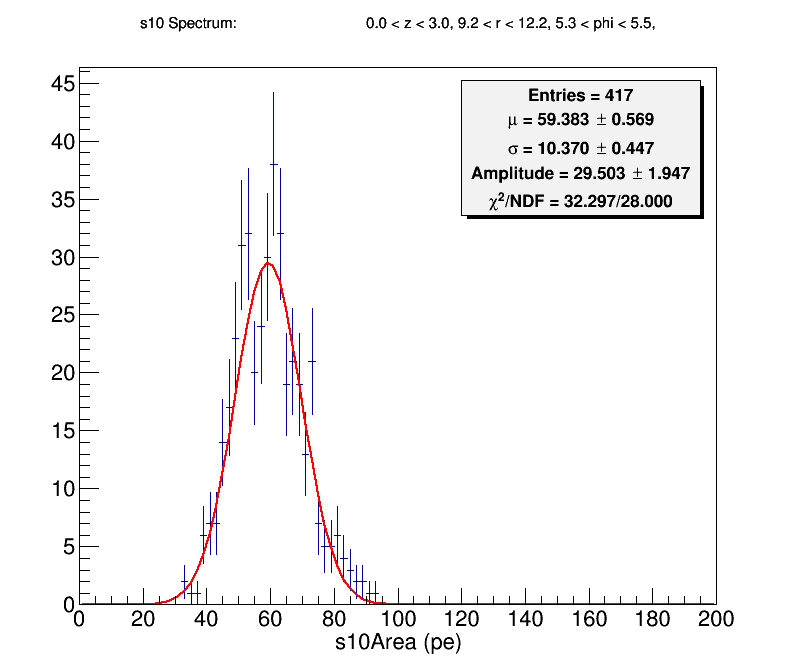 s10 Spectrum: 0.0 < z < 3.0, 9.2 < r < 12.2, 5.3 < phi < 5.5,
Entries = 417
μ = 59.383 ± 0.569
σ = 10.370 ± 0.447
Amplitude = 29.503 ± 1.947
χ²/NDF = 32.297/28.000
45
40
35
30
25
20
15
10
5
0
0 20 40 60 80 100 120 140 160 180 200
s10Area (pe)